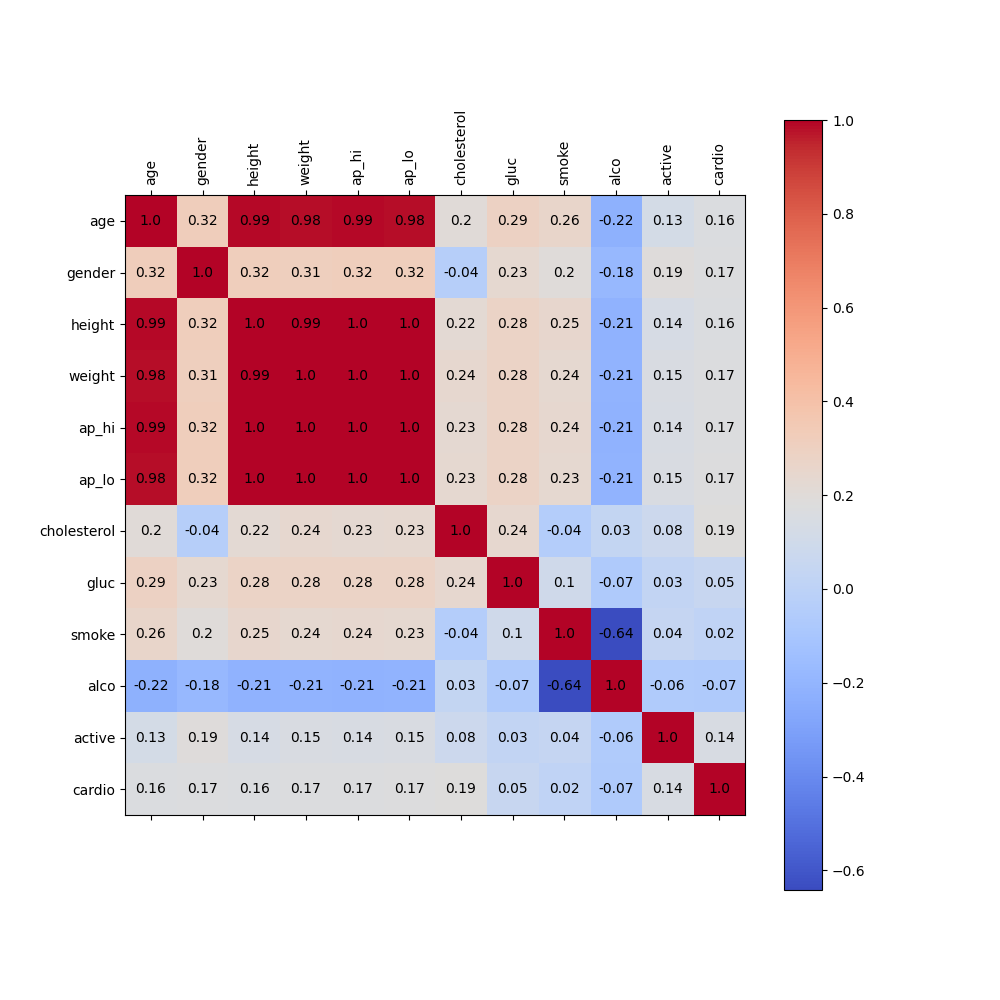 age gender height weight ap_hi ap_lo cholesterol gluc smoke alco active cardio
age 1.0 0.32 0.99 0.98 0.99 0.98 0.2 0.29 0.26 -0.22 0.13 0.16
gender 0.32 1.0 0.32 0.31 0.32 0.32 -0.04 0.23 0.2 -0.18 0.19 0.17
height 0.99 0.32 1.0 0.99 1.0 1.0 0.22 0.28 0.25 -0.21 0.14 0.16
weight 0.98 0.31 0.99 1.0 1.0 1.0 0.24 0.28 0.24 -0.21 0.15 0.17
ap_hi 0.99 0.32 1.0 1.0 1.0 1.0 0.23 0.28 0.24 -0.21 0.14 0.17
ap_lo 0.98 0.32 1.0 1.0 1.0 1.0 0.23 0.28 0.23 -0.21 0.15 0.17
cholesterol 0.2 -0.04 0.22 0.24 0.23 0.23 1.0 0.24 -0.04 0.03 0.08 0.19
gluc 0.29 0.23 0.28 0.28 0.28 0.28 0.24 1.0 0.1 -0.07 0.03 0.05
smoke 0.26 0.2 0.25 0.24 0.24 0.23 -0.04 0.1 1.0 -0.64 0.04 0.02
alco -0.22 -0.18 -0.21 -0.21 -0.21 -0.21 0.03 -0.07 -0.64 1.0 -0.06 -0.07
active 0.13 0.19 0.14 0.15 0.14 0.15 0.08 0.03 0.04 -0.06 1.0 0.14
cardio 0.16 0.17 0.16 0.17 0.17 0.17 0.19 0.05 0.02 -0.07 0.14 1.0
1.0
0.8
0.6
0.4
0.2
0.0
−0.2
−0.4
−0.6